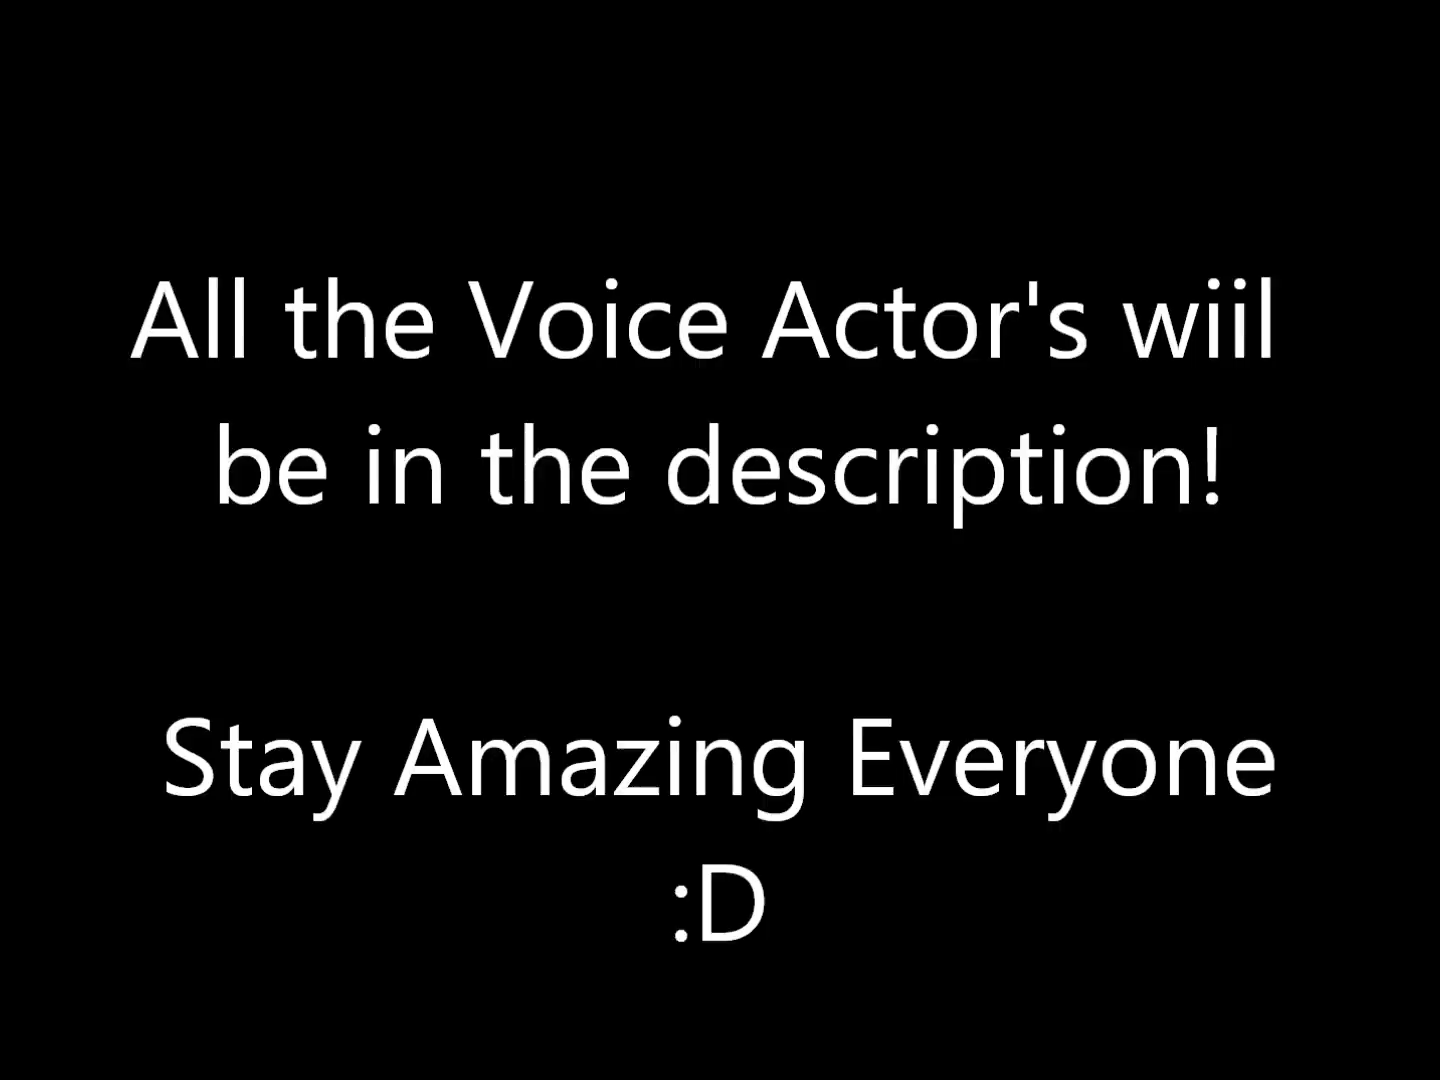 All the Voice Actor's wiil
be in the description!
Stay Amazing Everyone
:D